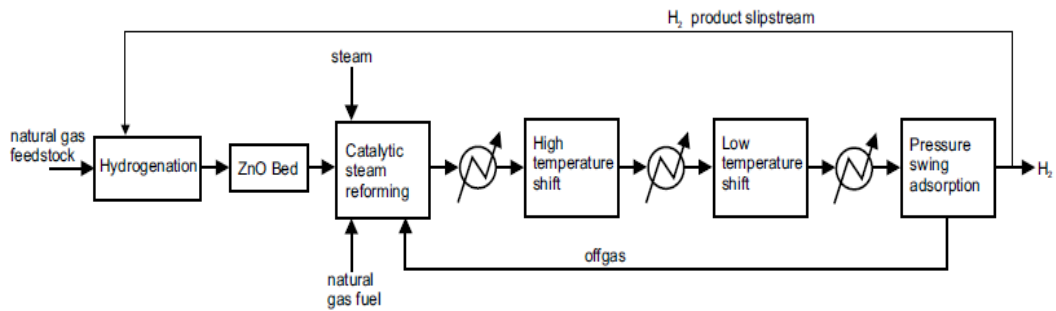 H₂ product slipstream
steam
natural gas
feedstock
Hydrogenation
ZnO Bed
Catalytic
steam
reforming
High
temperature
shift
Low
temperature
shift
Pressure
swing
adsorption
H₂
offgas
natural
gas fuel